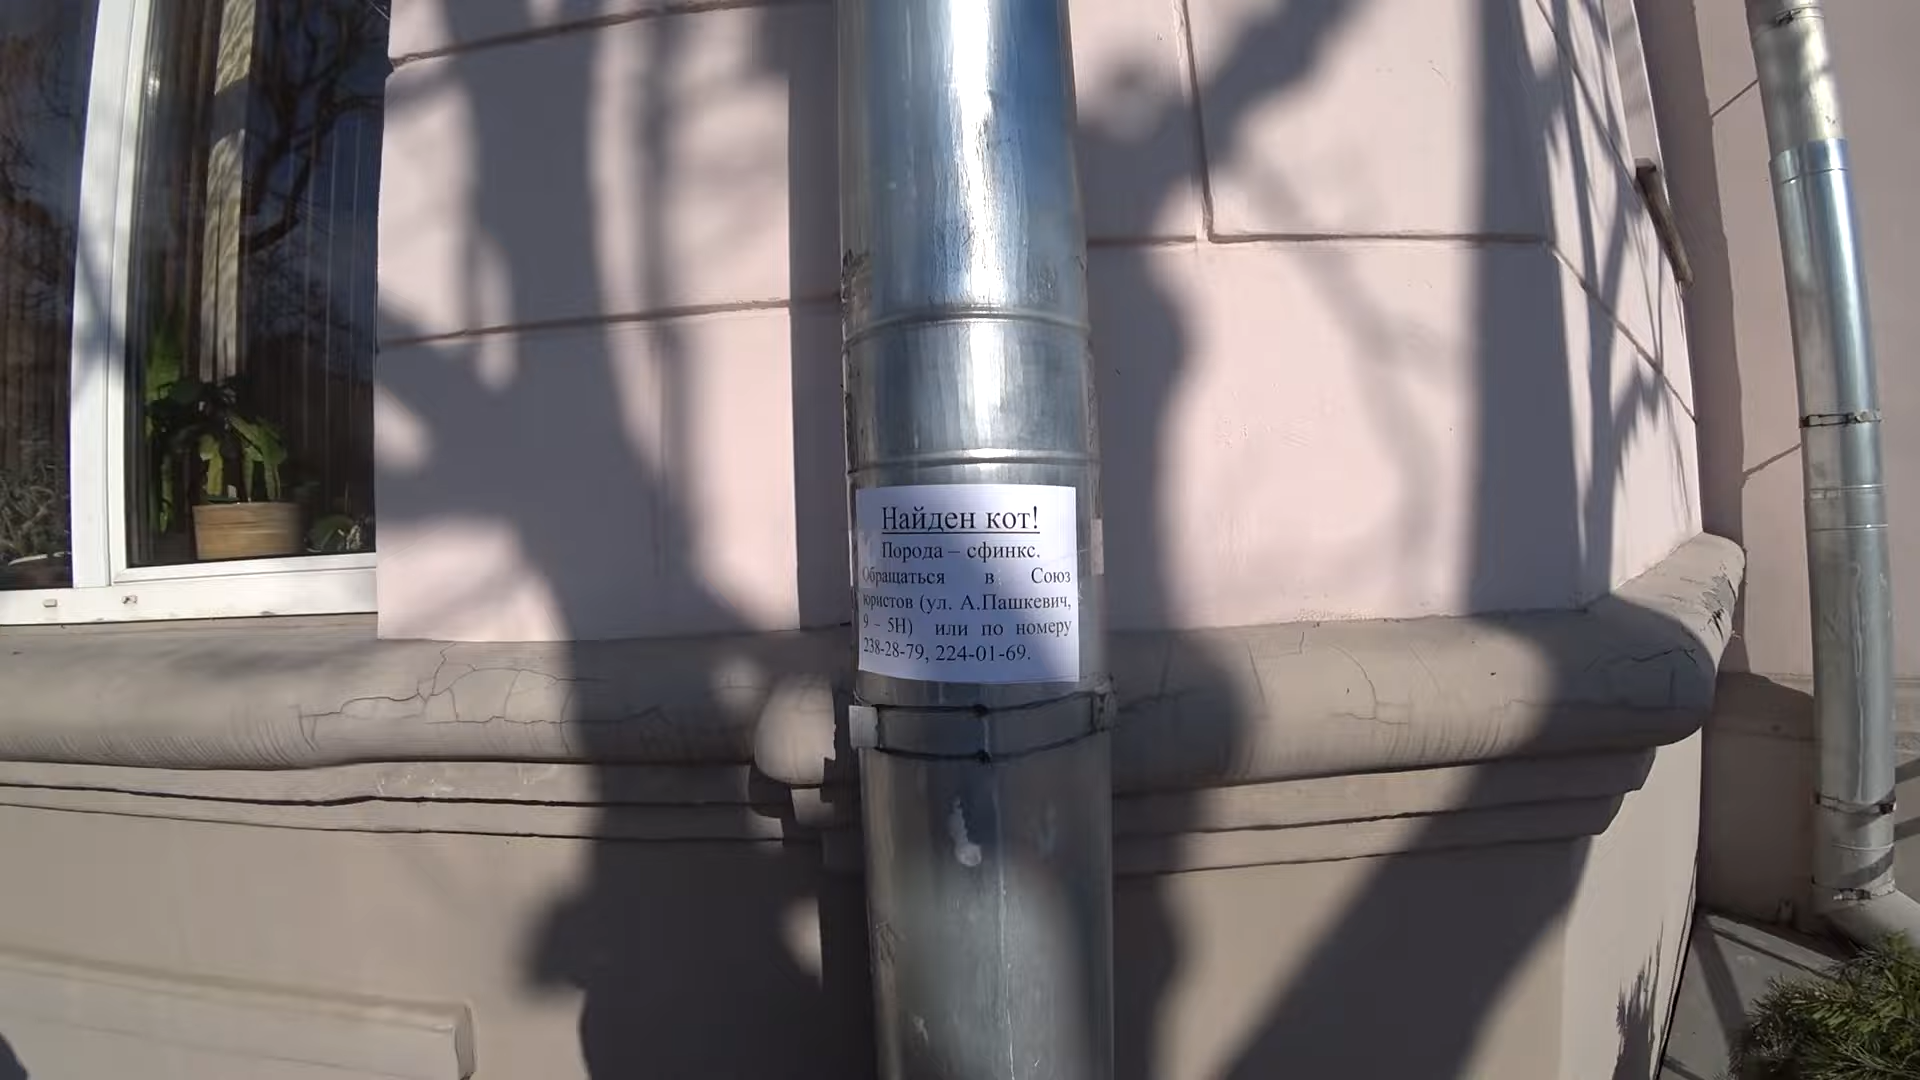 Найден кот!
Порода – сфинкс.
Обращаться в Союз
юристов (ул. А.Пашкевич,
9 – 5Н) или по номеру
238-28-79, 224-01-69.